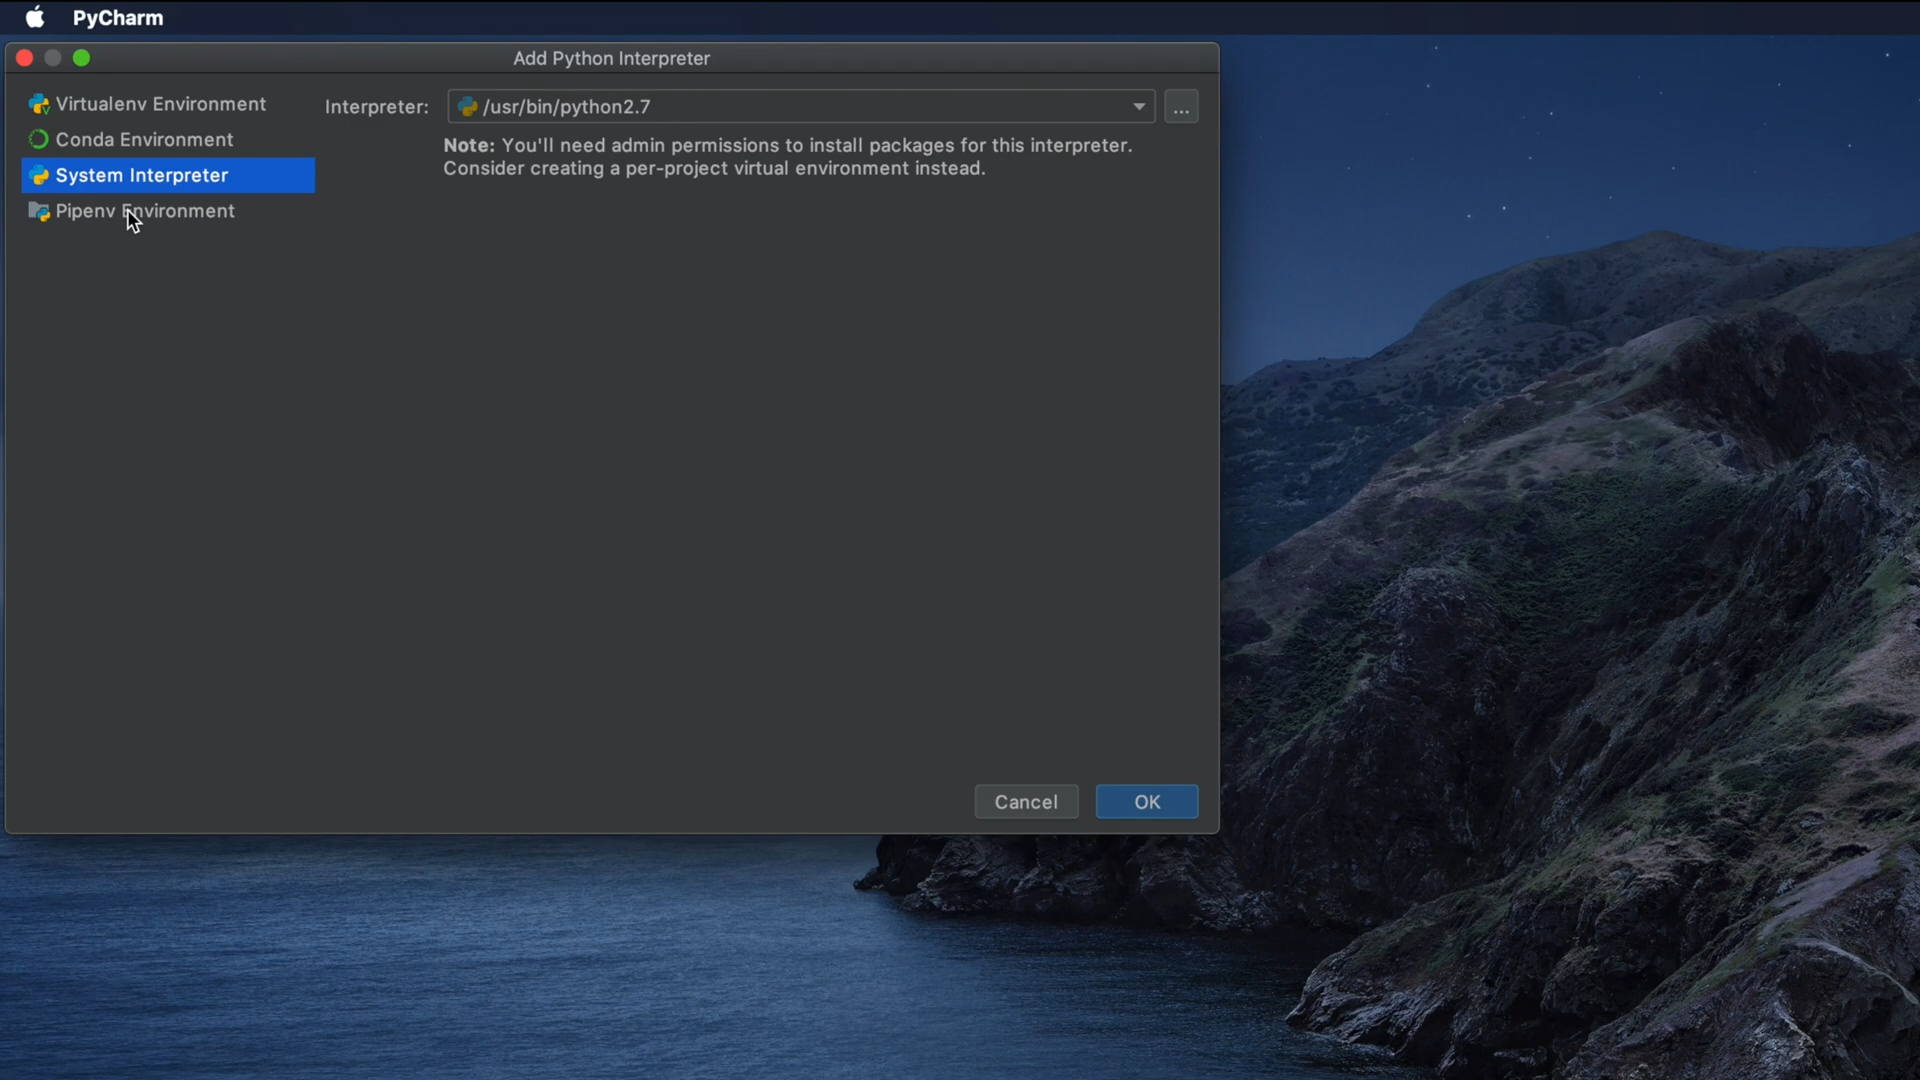 PyCharm
Add Python Interpreter
Virtualenv Environment
Conda Environment
System Interpreter
Pipenv Environment
Interpreter: /usr/bin/python2.7 ...
Note: You'll need admin permissions to install packages for this interpreter.
Consider creating a per-project virtual environment instead.
Cancel OK